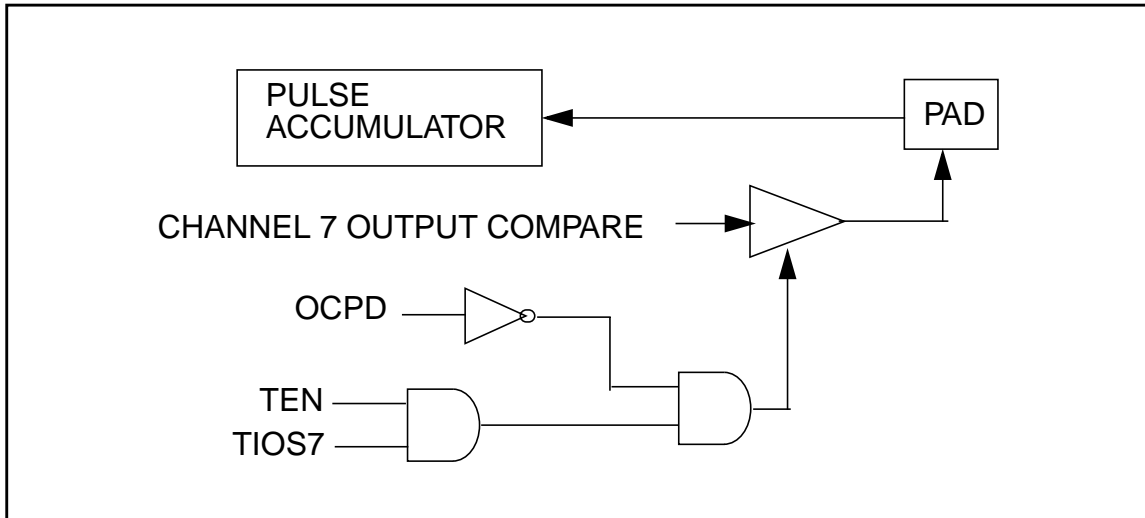 PULSE
ACCUMULATOR
PAD
CHANNEL 7 OUTPUT COMPARE
OCPD
TEN
TIOS7